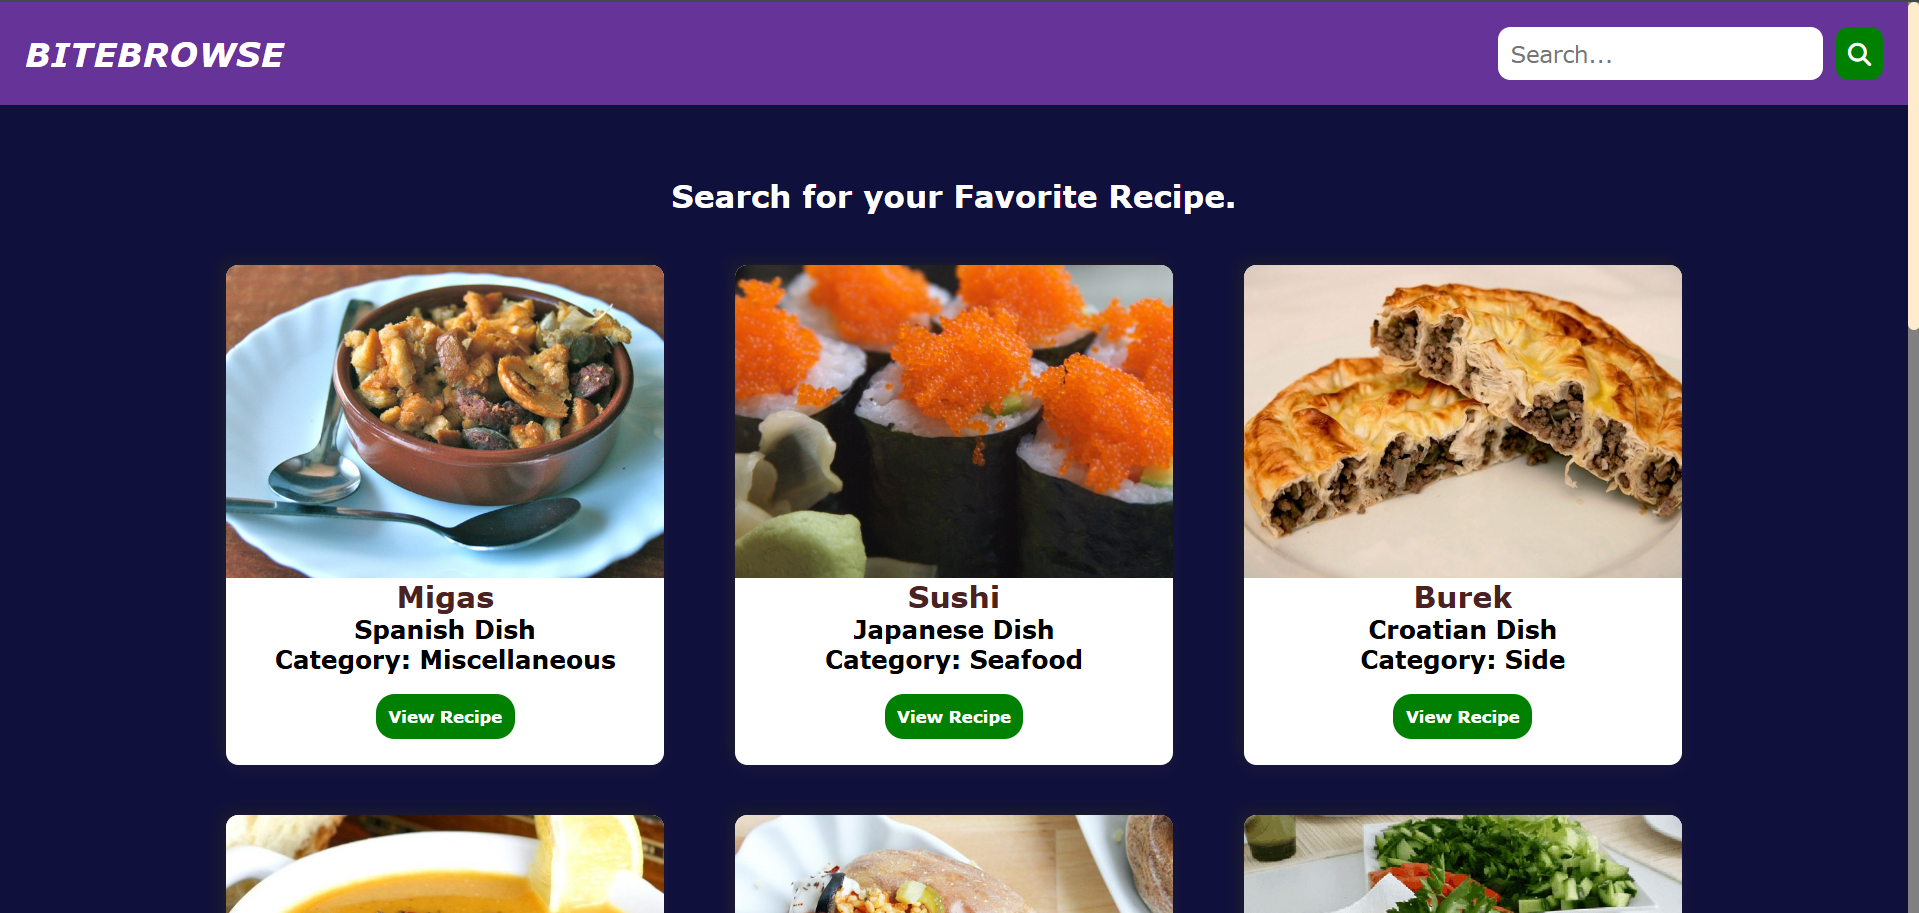 BITEBROWSE
Search...
Search for your Favorite Recipe.
Migas
Spanish Dish
Category: Miscellaneous
View Recipe
Sushi
Japanese Dish
Category: Seafood
View Recipe
Burek
Croatian Dish
Category: Side
View Recipe